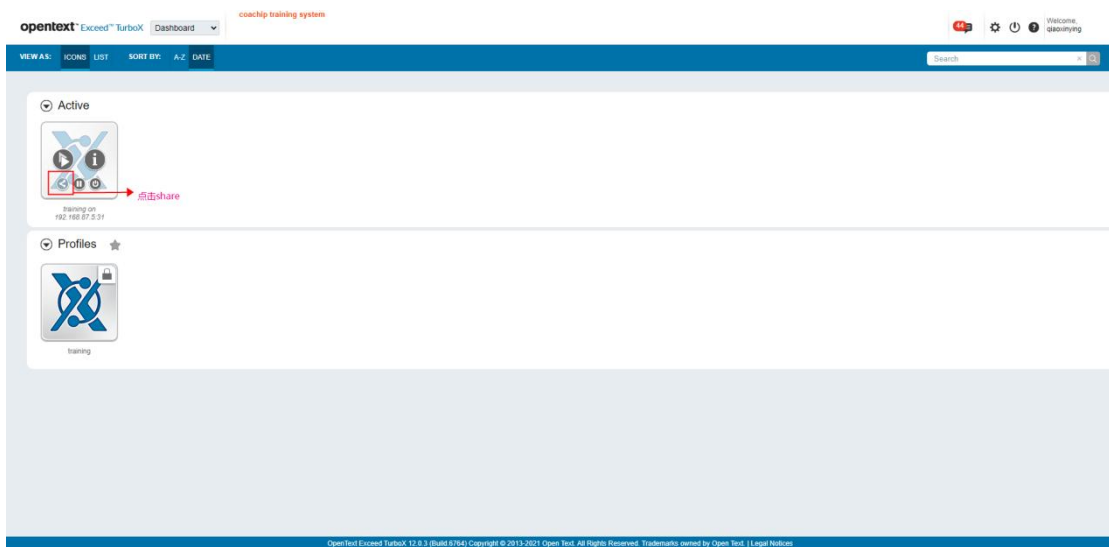 coachip training system
opentext™ Exceed™ TurboX Dashboard
44
Welcome,
qiaoxinying
VIEW AS: ICONS LIST SORT BY: A-Z DATE
Search ×
Active
点击share
training on
192.168.87.5:31
Profiles
training
OpenText Exceed TurboX 12.0.3 (Build.6764) Copyright © 2013-2021 Open Text. All Rights Reserved. Trademarks owned by Open Text. | Legal Notices